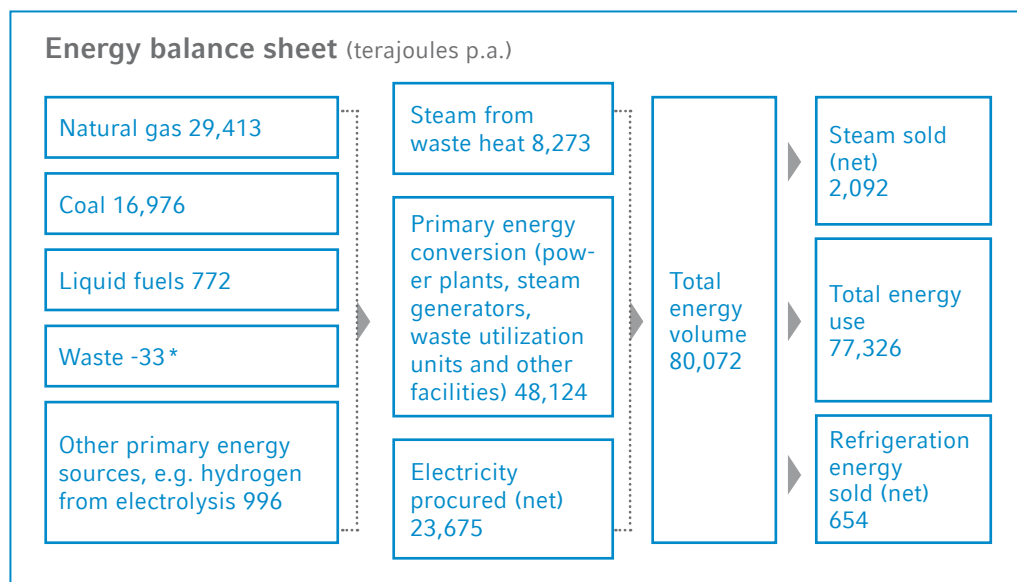 Energy balance sheet (terajoules p.a.)
Natural gas 29,413
Coal 16,976
Liquid fuels 772
Waste -33*
Other primary energy
sources, e.g. hydrogen
from electrolysis 996
Steam from
waste heat 8,273
Primary energy
conversion (pow-
er plants, steam
generators,
waste utilization
units and other
facilities) 48,124
Electricity
procured (net)
23,675
Total
energy
volume
80,072
Steam sold
(net)
2,092
Total energy
use
77,326
Refrigeration
energy
sold (net)
654